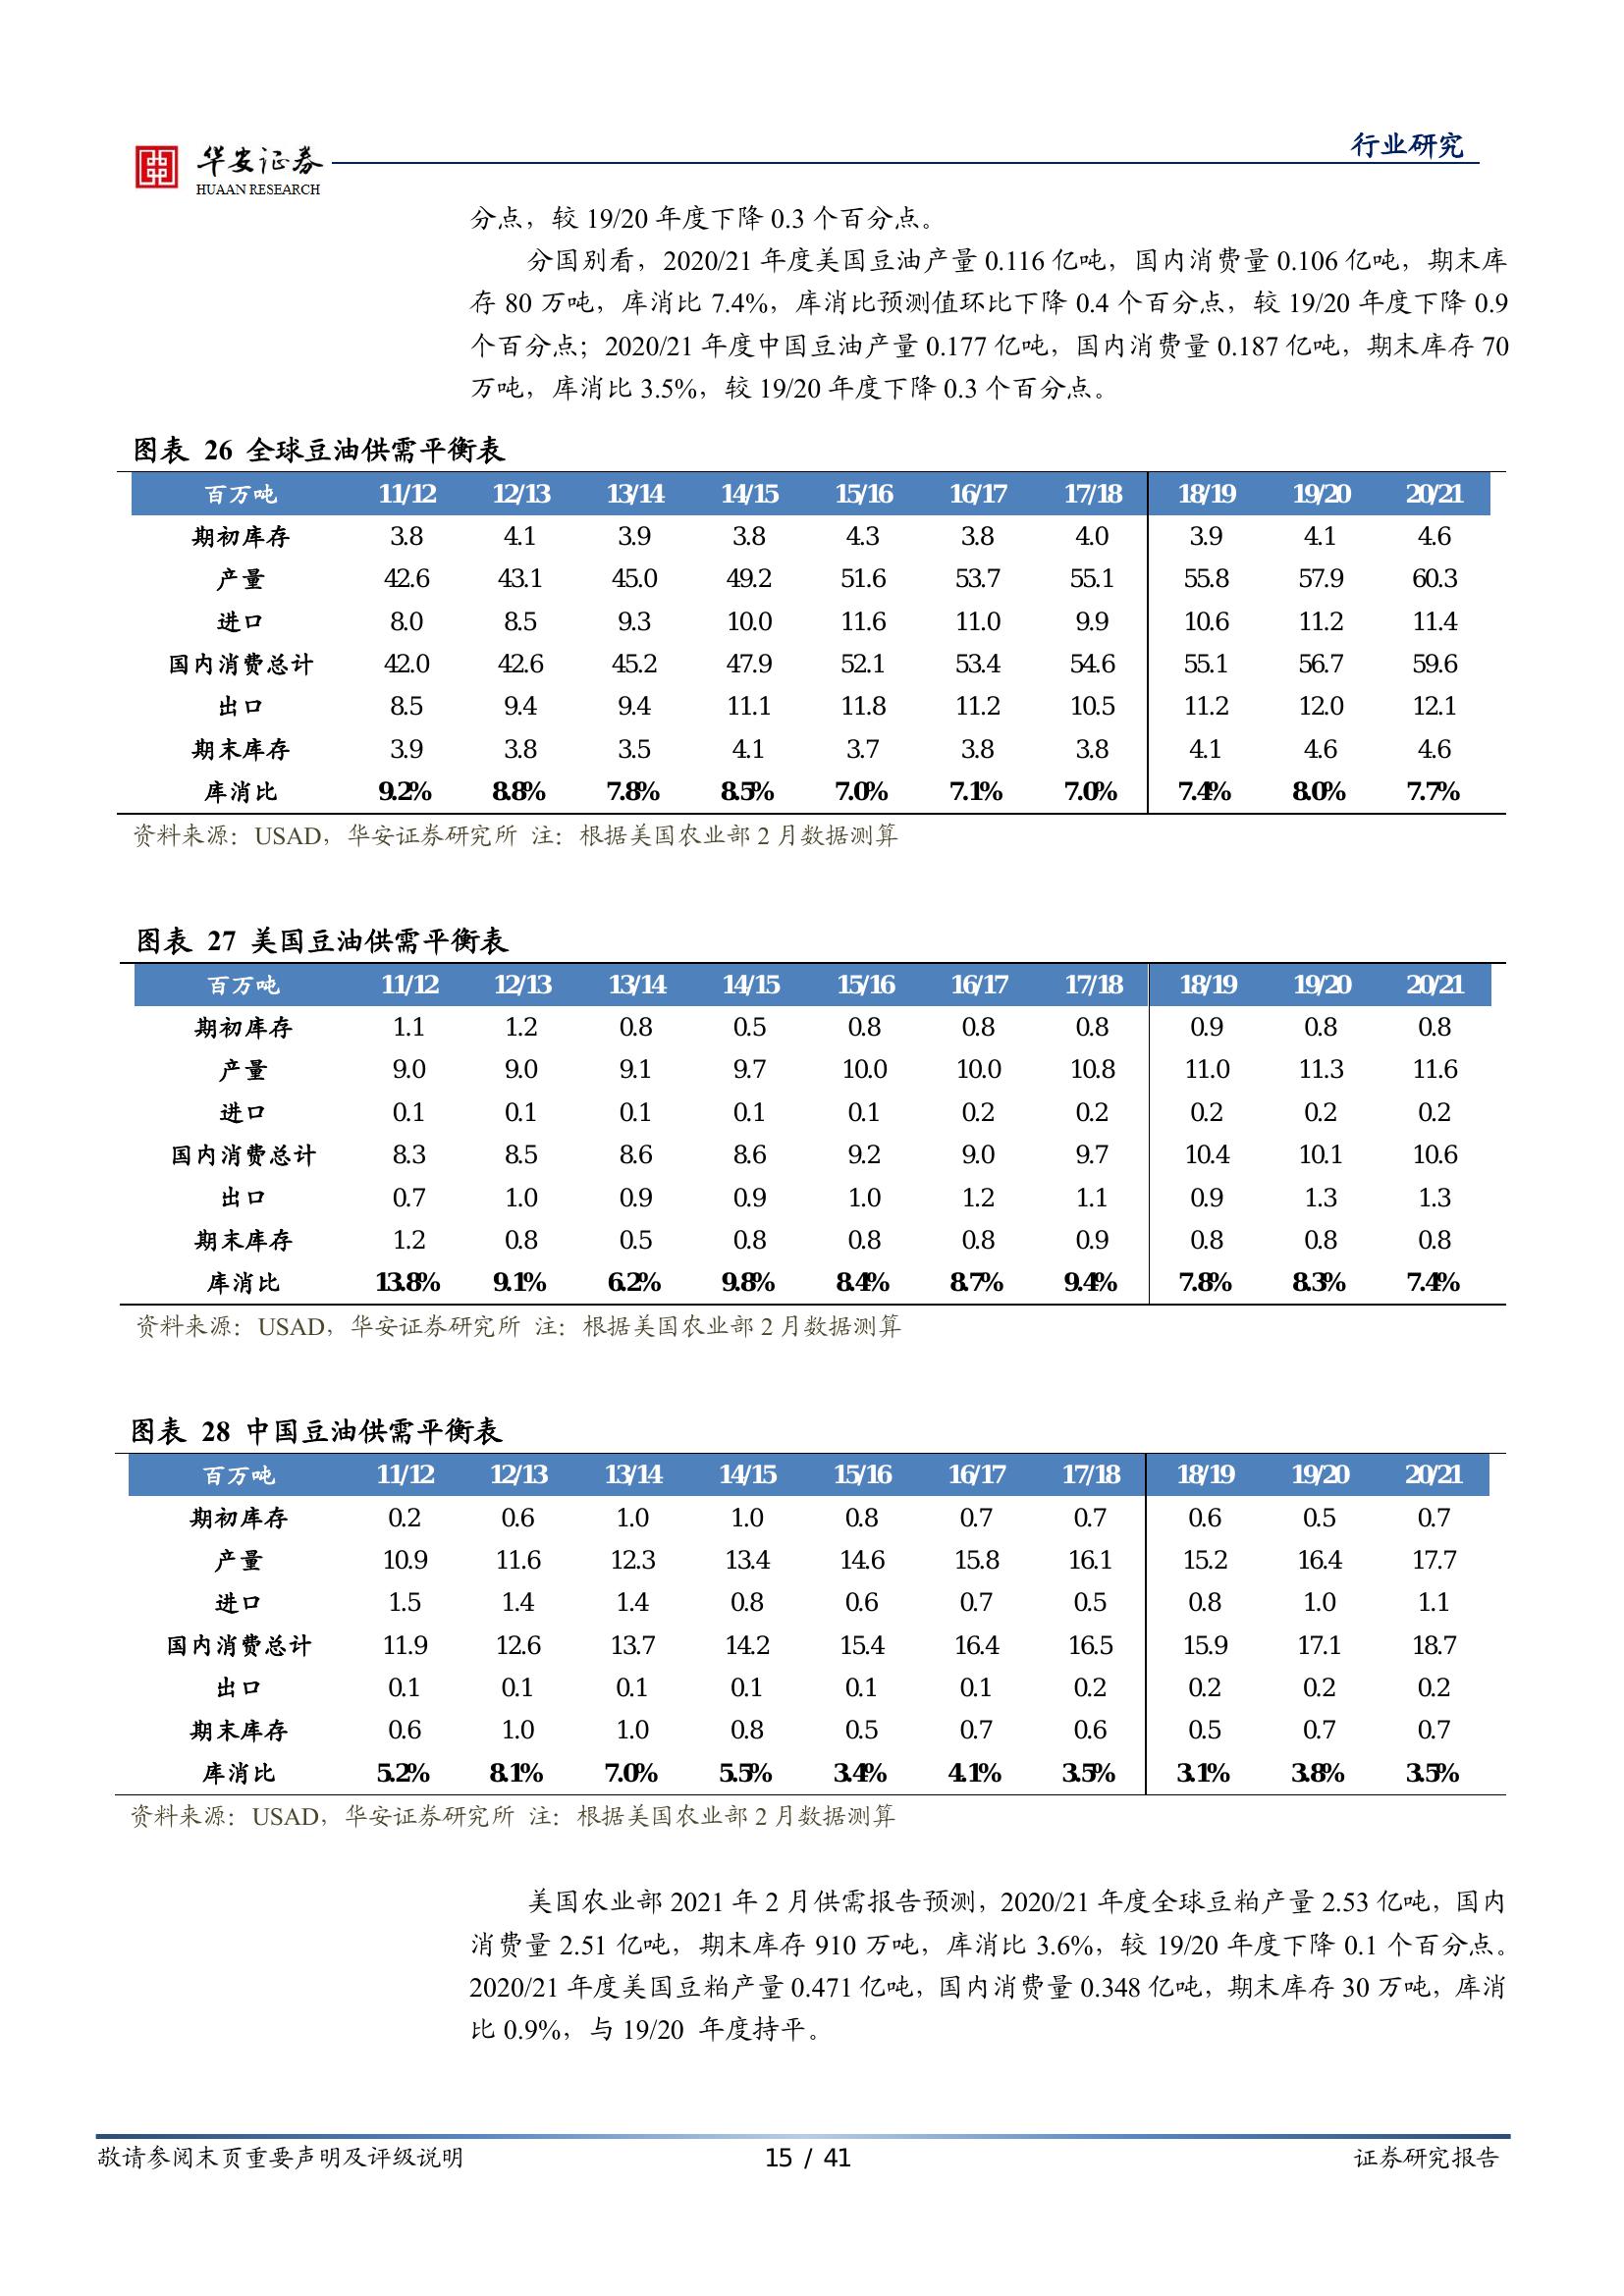 华安证券
HUAAN RESEARCH
行业研究
分点，较 19/20 年度下降 0.3 个百分点。
分国别看，2020/21 年度美国豆油产量 0.116 亿吨，国内消费量 0.106 亿吨，期末库
存 80 万吨，库消比 7.4%，库消比预测值环比下降 0.4 个百分点，较 19/20 年度下降 0.9
个百分点；2020/21 年度中国豆油产量 0.177 亿吨，国内消费量 0.187 亿吨，期末库存 70
万吨，库消比 3.5%，较 19/20 年度下降 0.3 个百分点。
图表 26 全球豆油供需平衡表
百万吨 11/12 12/13 13/14 14/15 15/16 16/17 17/18 18/19 19/20 20/21
期初库存 3.8 4.1 3.9 3.8 4.3 3.8 4.0 3.9 4.1 4.6
产量 42.6 43.1 45.0 49.2 51.6 53.7 55.1 55.8 57.9 60.3
进口 8.0 8.5 9.3 10.0 11.6 11.0 9.9 10.6 11.2 11.4
国内消费总计 42.0 42.6 45.2 47.9 52.1 53.4 54.6 55.1 56.7 59.6
出口 8.5 9.4 9.4 11.1 11.8 11.2 10.5 11.2 12.0 12.1
期末库存 3.9 3.8 3.5 4.1 3.7 3.8 3.8 4.1 4.6 4.6
库消比 9.2% 8.8% 7.8% 8.5% 7.0% 7.1% 7.0% 7.4% 8.0% 7.7%
资料来源：USAD，华安证券研究所 注：根据美国农业部 2 月数据测算
图表 27 美国豆油供需平衡表
百万吨 11/12 12/13 13/14 14/15 15/16 16/17 17/18 18/19 19/20 20/21
期初库存 1.1 1.2 0.8 0.5 0.8 0.8 0.8 0.9 0.8 0.8
产量 9.0 9.0 9.1 9.7 10.0 10.0 10.8 11.0 11.3 11.6
进口 0.1 0.1 0.1 0.1 0.1 0.2 0.2 0.2 0.2 0.2
国内消费总计 8.3 8.5 8.6 8.6 9.2 9.0 9.7 10.4 10.1 10.6
出口 0.7 1.0 0.9 0.9 1.0 1.2 1.1 0.9 1.3 1.3
期末库存 1.2 0.8 0.5 0.8 0.8 0.8 0.9 0.8 0.8 0.8
库消比 13.8% 9.1% 6.2% 9.8% 8.4% 8.7% 9.4% 7.8% 8.3% 7.4%
资料来源：USAD，华安证券研究所 注：根据美国农业部 2 月数据测算
图表 28 中国豆油供需平衡表
百万吨 11/12 12/13 13/14 14/15 15/16 16/17 17/18 18/19 19/20 20/21
期初库存 0.2 0.6 1.0 1.0 0.8 0.7 0.7 0.6 0.5 0.7
产量 10.9 11.6 12.3 13.4 14.6 15.8 16.1 15.2 16.4 17.7
进口 1.5 1.4 1.4 0.8 0.6 0.7 0.5 0.8 1.0 1.1
国内消费总计 11.9 12.6 13.7 14.2 15.4 16.4 16.5 15.9 17.1 18.7
出口 0.1 0.1 0.1 0.1 0.1 0.1 0.2 0.2 0.2 0.2
期末库存 0.6 1.0 1.0 0.8 0.5 0.7 0.6 0.5 0.7 0.7
库消比 5.2% 8.1% 7.0% 5.5% 3.4% 4.1% 3.5% 3.1% 3.8% 3.5%
资料来源：USAD，华安证券研究所 注：根据美国农业部 2 月数据测算
美国农业部 2021 年 2 月供需报告预测，2020/21 年度全球豆粕产量 2.53 亿吨，国内
消费量 2.51 亿吨，期末库存 910 万吨，库消比 3.6%，较 19/20 年度下降 0.1 个百分点。
2020/21 年度美国豆粕产量 0.471 亿吨，国内消费量 0.348 亿吨，期末库存 30 万吨，库消
比 0.9%，与 19/20 年度持平。
敬请参阅末页重要声明及评级说明 15 / 41 证券研究报告